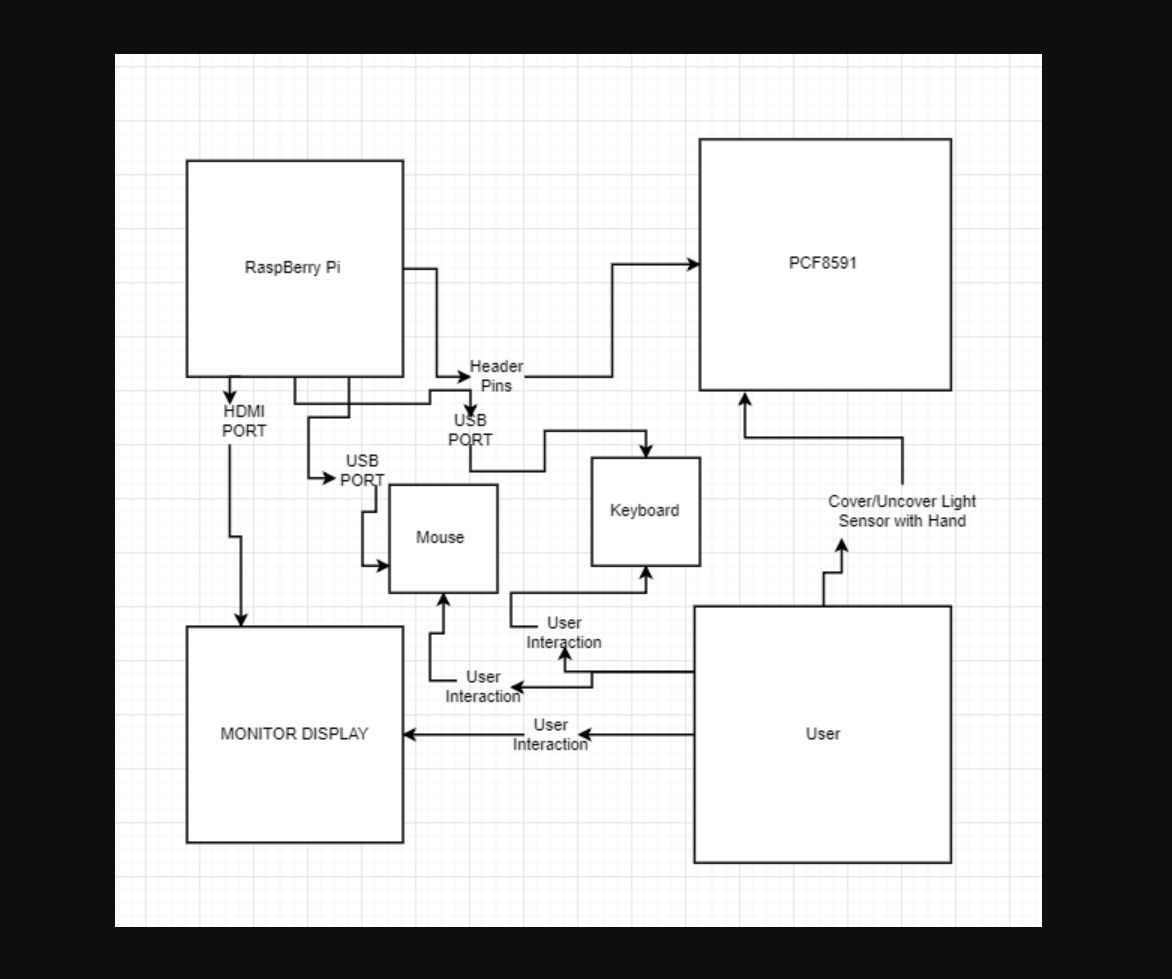 RaspBerry Pi
PCF8591
Header
Pins
HDMI
PORT
USB
PORT
USB
PORT
Mouse
Keyboard
Cover/Uncover Light
Sensor with Hand
User
Interaction
User
Interaction
User
Interaction
MONITOR DISPLAY
User